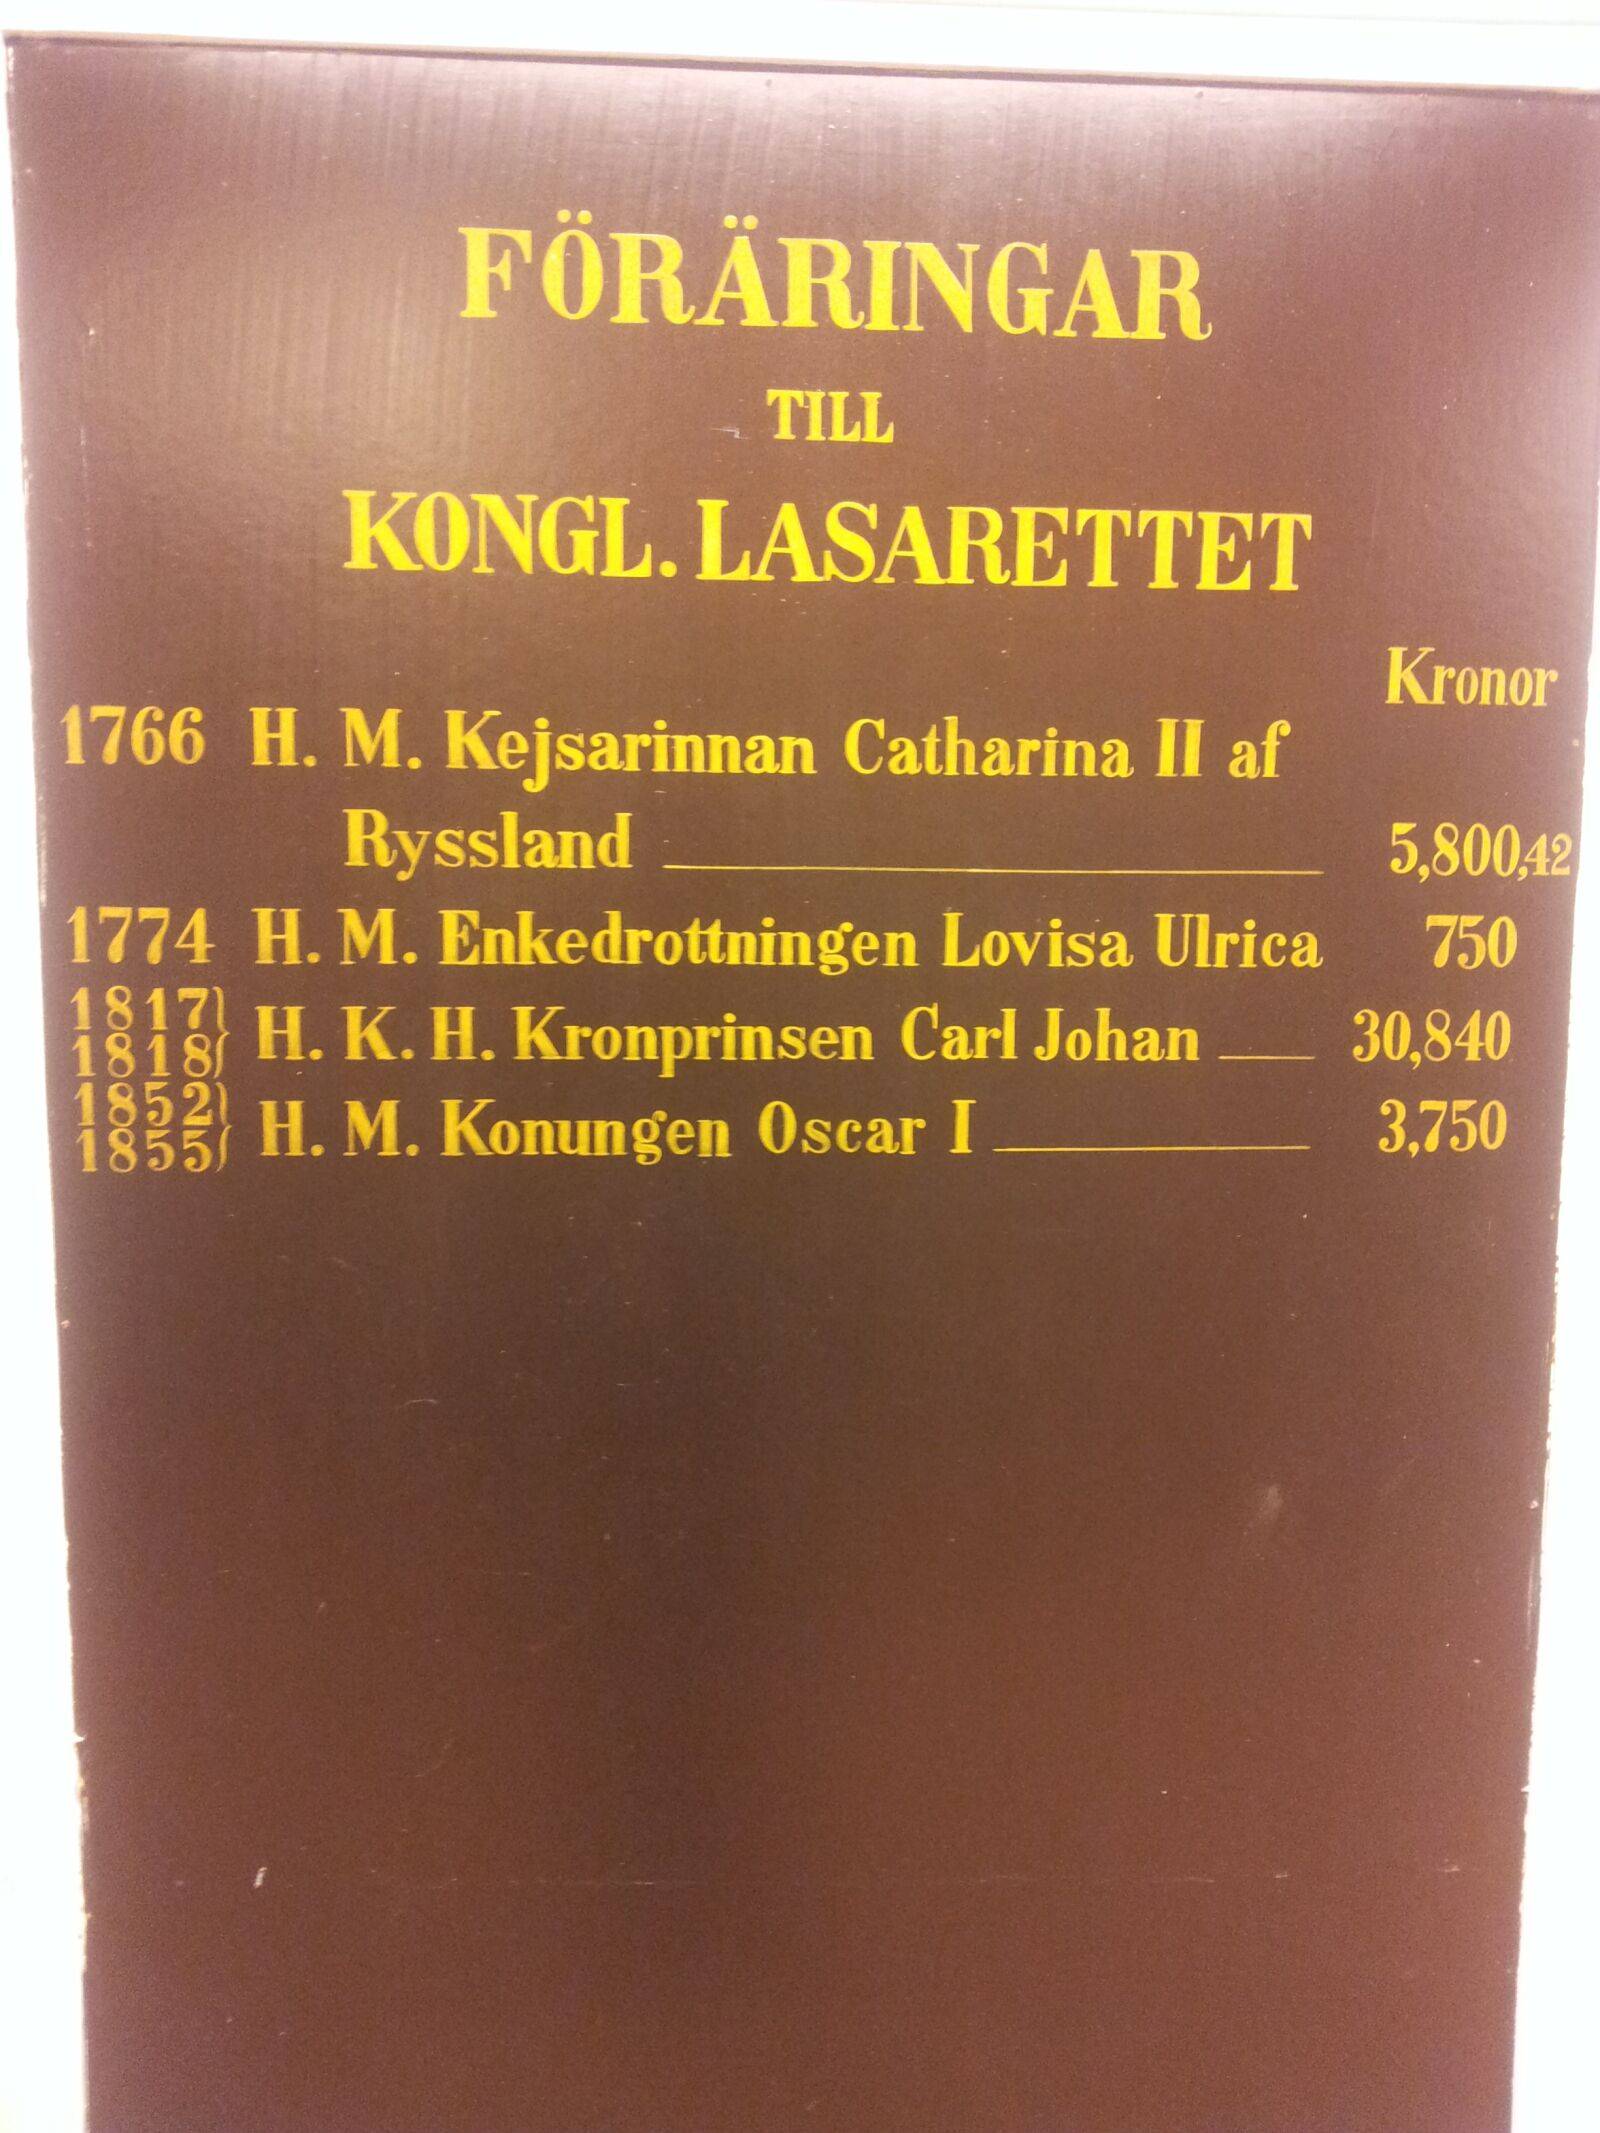 FÖRÄRINGAR
TILL
KONGL. LASARETTET
Kronor
1766 H. M. Kejsarinnan Catharina II af
Ryssland 5,800,42
1774 H. M. Enkedrottningen Lovisa Ulrica 750
1817
1818 H. K. H. Kronprinsen Carl Johan 30,840
1852
1855 H. M. Konungen Oscar I 3,750